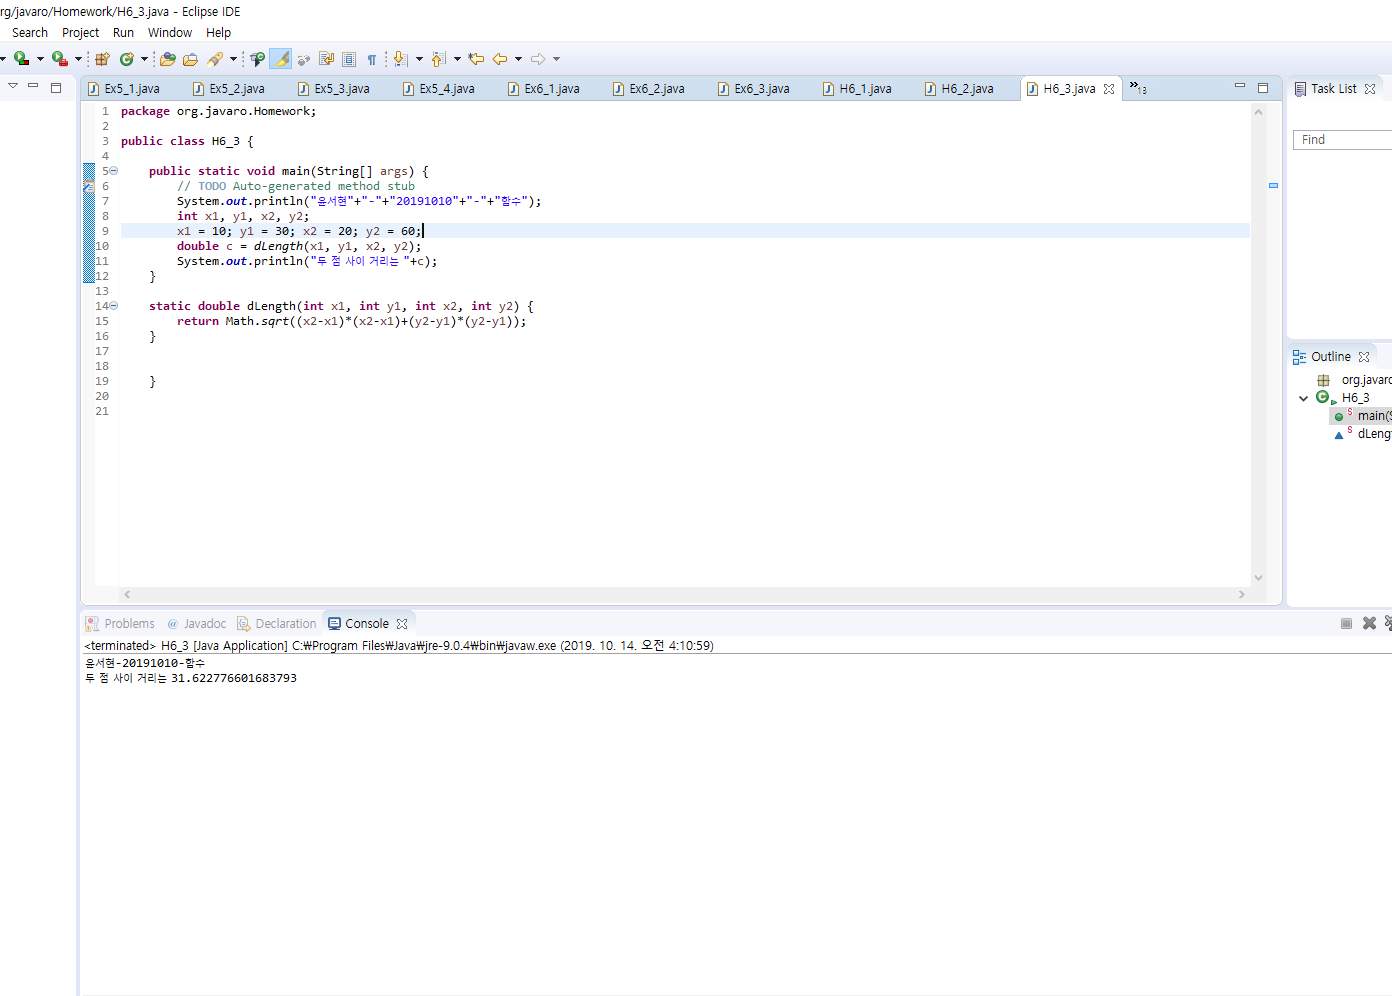 rg/javaro/Homework/H6_3.java - Eclipse IDE
Search Project Run Window Help
Ex5_1.java Ex5_2.java Ex5_3.java Ex5_4.java Ex6_1.java Ex6_2.java Ex6_3.java H6_1.java H6_2.java H6_3.java »13
Task List
Find
1 package org.javaro.Homework;
2
3 public class H6_3 {
4
5 public static void main(String[] args) {
6 // TODO Auto-generated method stub
7 System.out.println("윤서현"+"-"+"20191010"+"-"+"함수");
8 int x1, y1, x2, y2;
9 x1 = 10; y1 = 30; x2 = 20; y2 = 60;
10 double c = dLength(x1, y1, x2, y2);
11 System.out.println("두 점 사이 거리는 "+c);
12 }
13
14 static double dLength(int x1, int y1, int x2, int y2) {
15 return Math.sqrt((x2-x1)*(x2-x1)+(y2-y1)*(y2-y1));
16 }
17
18
19 }
20
21
Outline
org.javaro
H6_3
main(S
dLengt
Problems @ Javadoc Declaration Console
<terminated> H6_3 [Java Application] C:₩Program Files₩Java₩jre-9.0.4₩bin₩javaw.exe (2019. 10. 14. 오전 4:10:59)
윤서현-20191010-함수
두 점 사이 거리는 31.622776601683793